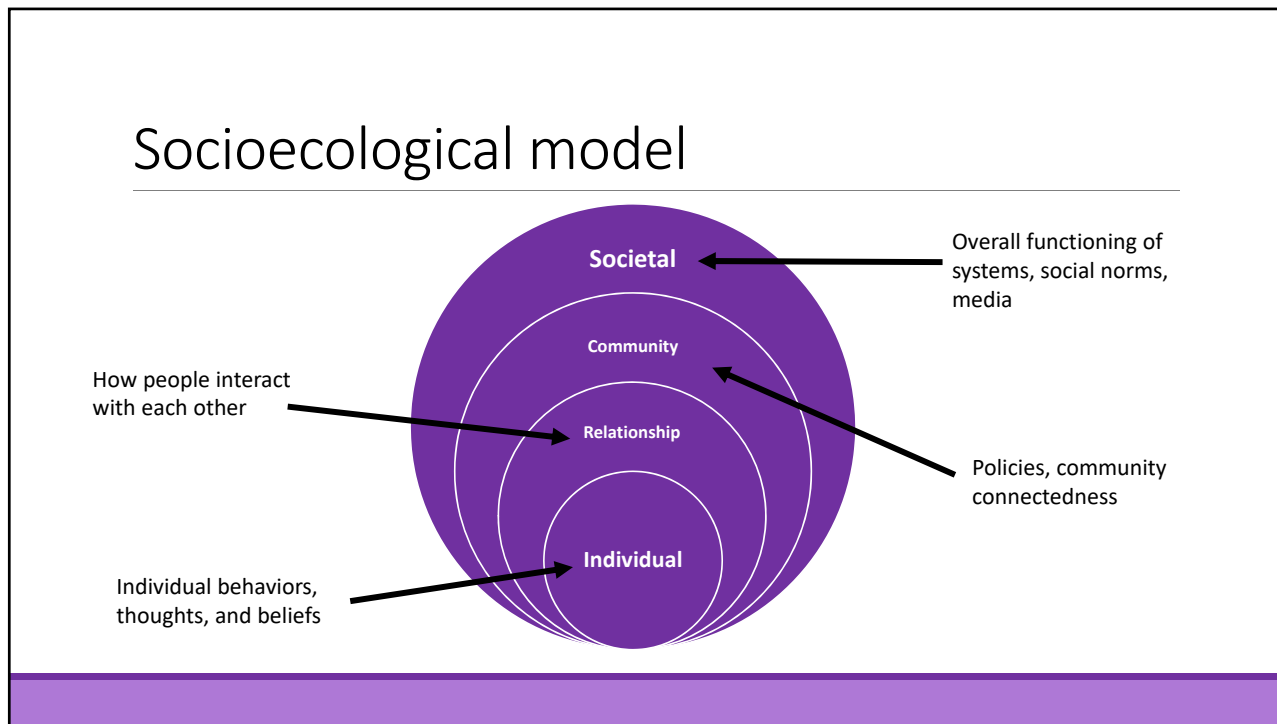 Socioecological model
Societal
Overall functioning of
systems, social norms,
media
Community
How people interact
with each other
Relationship
Policies, community
connectedness
Individual
Individual behaviors,
thoughts, and beliefs